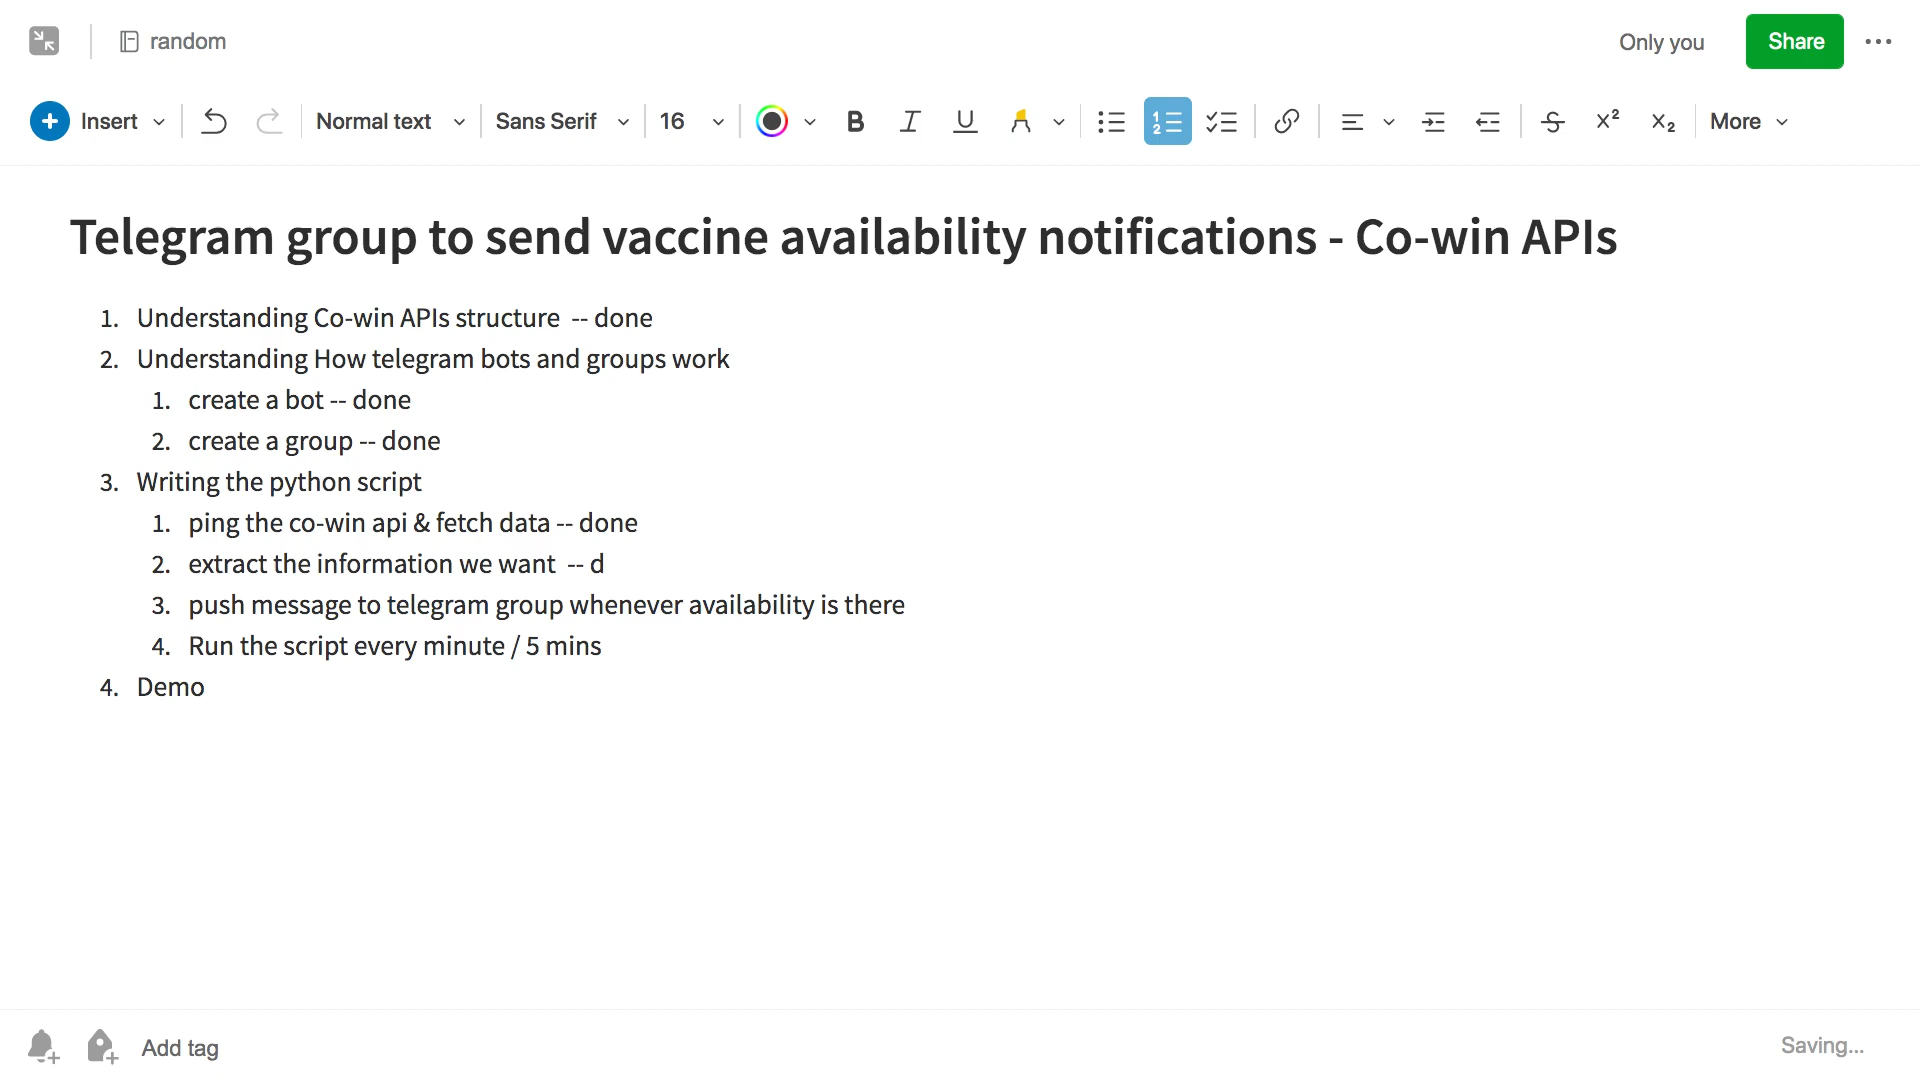 random
Only you
Share
Insert
Normal text
Sans Serif
16
B
I
U
More
Telegram group to send vaccine availability notifications - Co-win APIs
1. Understanding Co-win APIs structure -- done
2. Understanding How telegram bots and groups work
1. create a bot -- done
2. create a group -- done
3. Writing the python script
1. ping the co-win api & fetch data -- done
2. extract the information we want -- d
3. push message to telegram group whenever availability is there
4. Run the script every minute / 5 mins
4. Demo
Add tag
Saving...